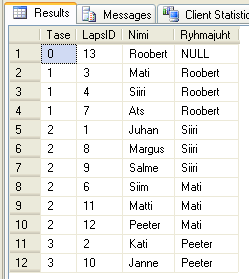 Results Messages Client Statistic
Tase LapsID Nimi Ryhmajuht
1 0 13 Roobert NULL
2 1 3 Mati Roobert
3 1 4 Siiri Roobert
4 1 7 Ats Roobert
5 2 1 Juhan Siiri
6 2 8 Margus Siiri
7 2 9 Salme Siiri
8 2 6 Siim Mati
9 2 11 Matti Mati
10 2 12 Peeter Mati
11 3 2 Kati Peeter
12 3 10 Janne Peeter